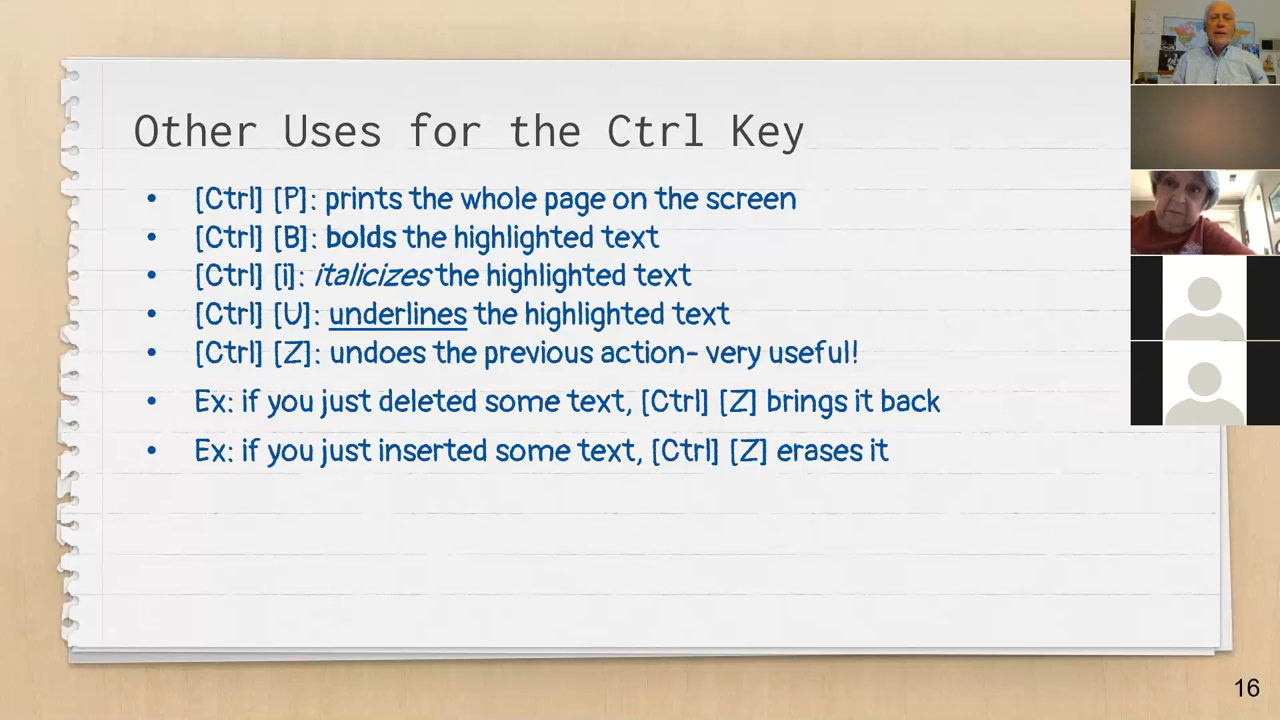 Other Uses for the Ctrl Key
• [Ctrl] [P]: prints the whole page on the screen
• [Ctrl] [B]: bolds the highlighted text
• [Ctrl] [i]: italicizes the highlighted text
• [Ctrl] [U]: underlines the highlighted text
• [Ctrl] [Z]: undoes the previous action- very useful!
• Ex: if you just deleted some text, [Ctrl] [Z] brings it back
• Ex: if you just inserted some text, [Ctrl] [Z] erases it
16